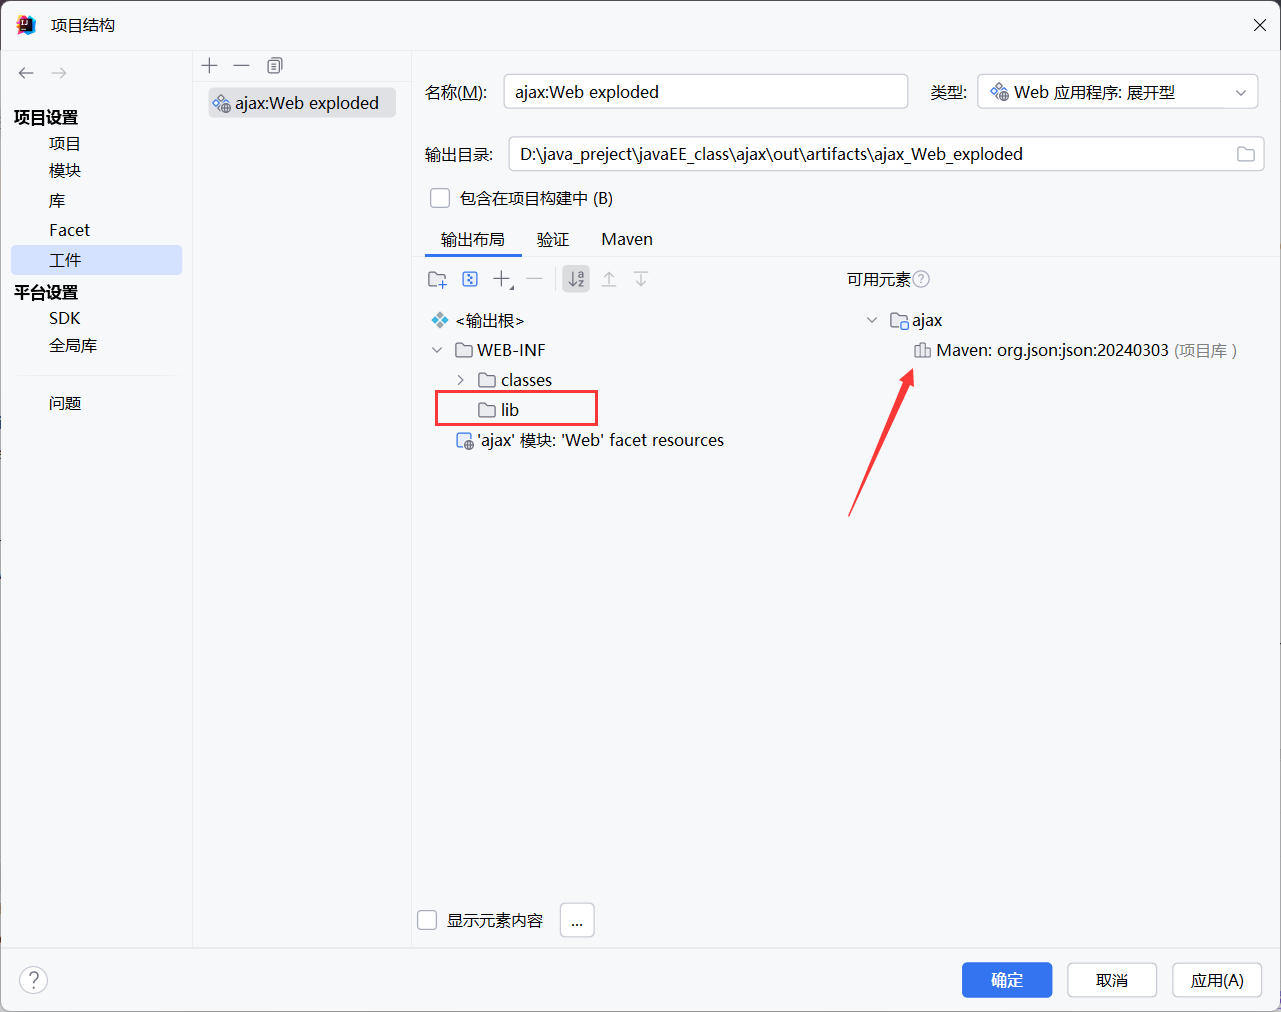 项目结构
项目设置
项目
模块
库
Facet
工件
平台设置
SDK
全局库
问题
ajax:Web exploded
名称(M): ajax:Web exploded 类型: Web 应用程序: 展开型
输出目录: D:\java_preject\javaEE_class\ajax\out\artifacts\ajax_Web_exploded
包含在项目构建中 (B)
输出布局 验证 Maven
可用元素
<输出根>
WEB-INF
classes
lib
'ajax' 模块: 'Web' facet resources
ajax
Maven: org.json:json:20240303 (项目库 )
显示元素内容 ...
? 确定 取消 应用(A)